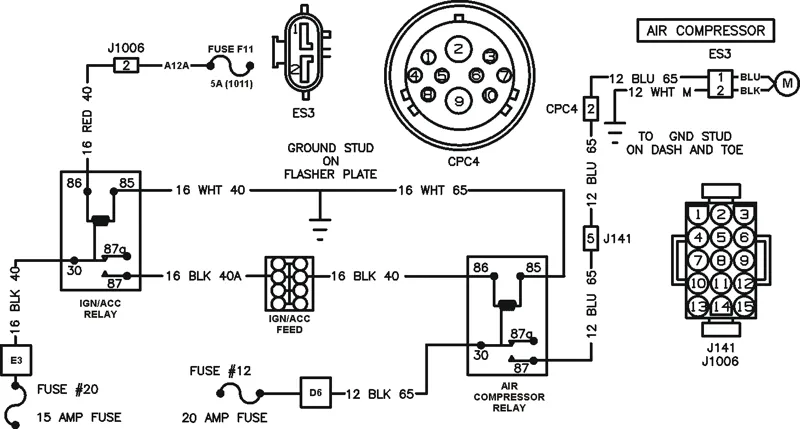 J1006
2
A12A
FUSE F11
5A (1011)
1
2
ES3
1
2
3
4
5
6
7
8
9
10
CPC4
AIR COMPRESSOR
ES3
12 BLU 65
1
BLU
12 WHT M
2
BLK
M
CPC4
2
TO GND STUD
ON DASH AND TOE
16 RED 40
GROUND STUD
ON
FLASHER PLATE
12 BLU 65
86
85
16 WHT 40
16 WHT 65
5
J141
30
87a
87
16 BLK 40A
16 BLK 40
IGN/ACC
RELAY
IGN/ACC
FEED
86
85
30
87a
87
12 BLU 65
16 BLK 40
E3
FUSE #20
15 AMP FUSE
FUSE #12
20 AMP FUSE
D6
12 BLK 65
AIR
COMPRESSOR
RELAY
1
2
3
4
5
6
7
8
9
10
11
12
13
14
15
J141
J1006